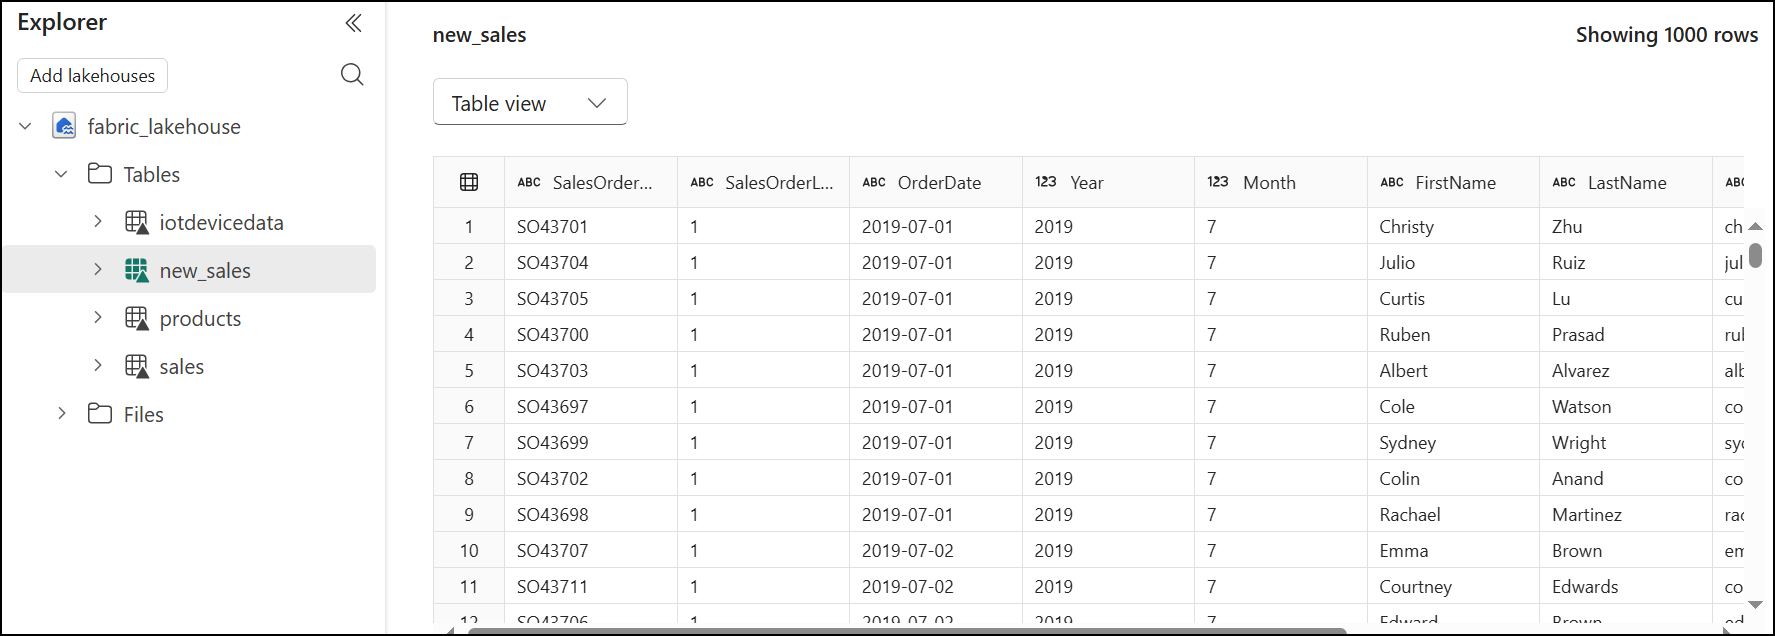 Explorer
Add lakehouses
fabric_lakehouse
Tables
iotdevicedata
new_sales
products
sales
Files
new_sales
Showing 1000 rows
Table view
ABC SalesOrder... ABC SalesOrderL... ABC OrderDate 123 Year 123 Month ABC FirstName ABC LastName ABC
1 SO43701 1 2019-07-01 2019 7 Christy Zhu ch
2 SO43704 1 2019-07-01 2019 7 Julio Ruiz jul
3 SO43705 1 2019-07-01 2019 7 Curtis Lu cu
4 SO43700 1 2019-07-01 2019 7 Ruben Prasad rub
5 SO43703 1 2019-07-01 2019 7 Albert Alvarez alb
6 SO43697 1 2019-07-01 2019 7 Cole Watson co
7 SO43699 1 2019-07-01 2019 7 Sydney Wright syd
8 SO43702 1 2019-07-01 2019 7 Colin Anand co
9 SO43698 1 2019-07-01 2019 7 Rachael Martinez rac
10 SO43707 1 2019-07-02 2019 7 Emma Brown em
11 SO43711 1 2019-07-02 2019 7 Courtney Edwards co
12 SO43706 1 2019-07-02 2019 7 Edward Brown ed